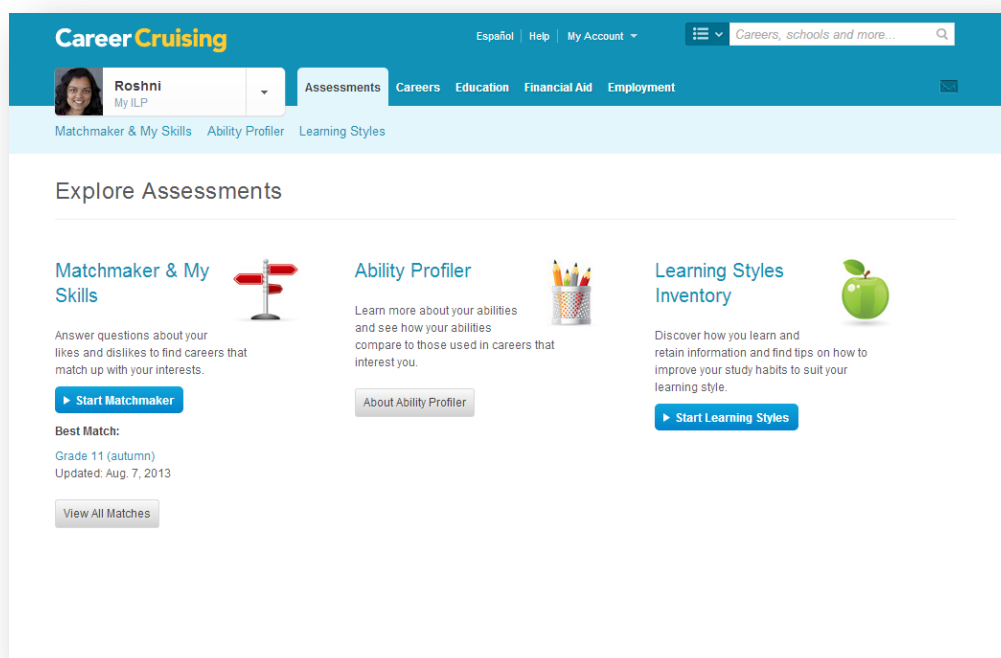 Career Cruising
Español | Help | My Account
Careers, schools and more...
Roshni
My ILP
Assessments Careers Education Financial Aid Employment
Matchmaker & My Skills Ability Profiler Learning Styles
Explore Assessments
Matchmaker & My
Skills
Answer questions about your
likes and dislikes to find careers that
match up with your interests.
Start Matchmaker
Best Match:
Grade 11 (autumn)
Updated: Aug. 7, 2013
View All Matches
Ability Profiler
Learn more about your abilities
and see how your abilities
compare to those used in careers that
interest you.
About Ability Profiler
Learning Styles
Inventory
Discover how you learn and
retain information and find tips on how to
improve your study habits to suit your
learning style.
Start Learning Styles